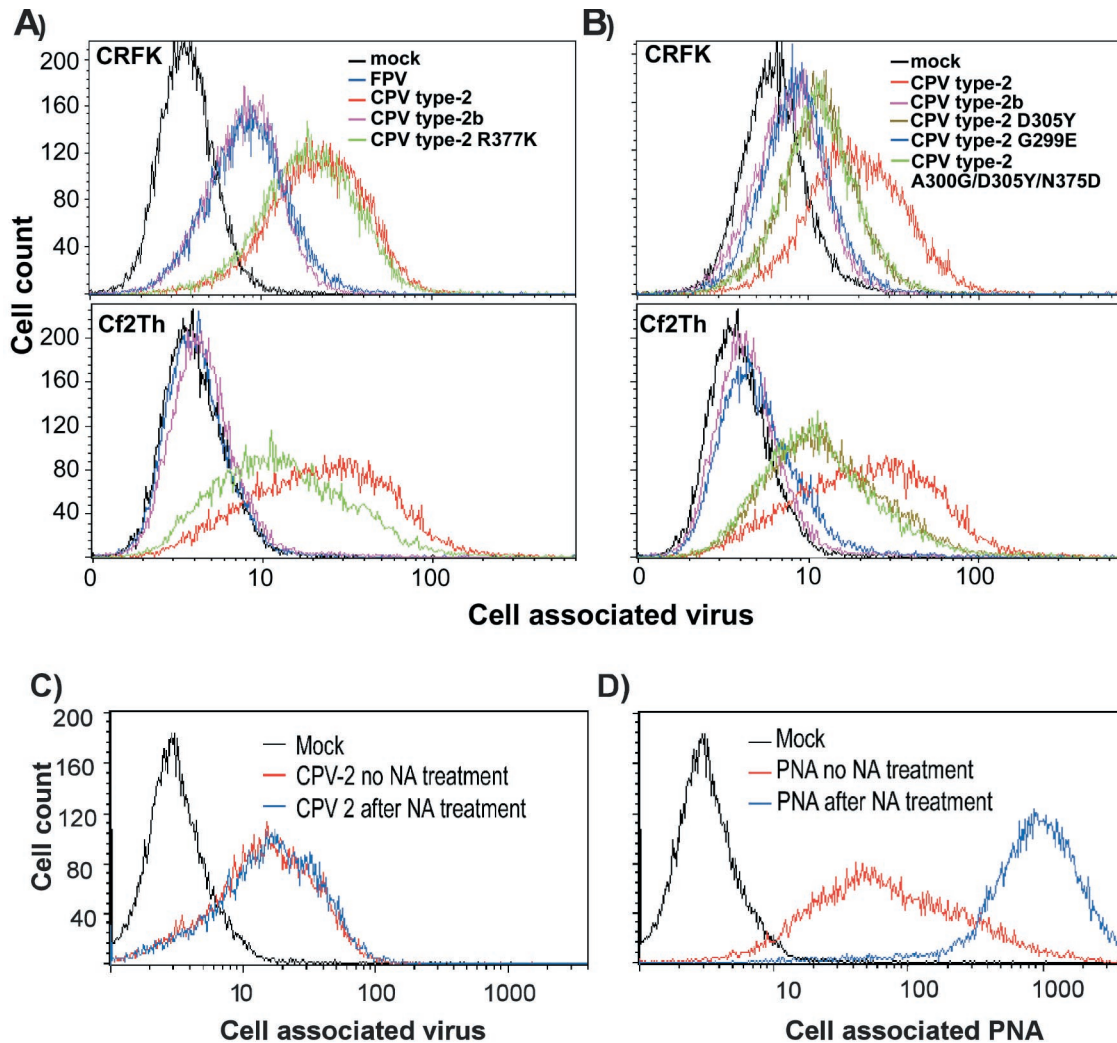 A)
CRFK
mock
FPV
CPV type-2
CPV type-2b
CPV type-2 R377K
200
160
120
80
40
Cf2Th
200
160
120
80
40
0
10
100
B)
CRFK
mock
CPV type-2
CPV type-2b
CPV type-2 D305Y
CPV type-2 G299E
CPV type-2
A300G/D305Y/N375D
Cf2Th
0
10
100
Cell count
Cell associated virus
C)
200
160
120
80
40
Cell count
Mock
CPV-2 no NA treatment
CPV 2 after NA treatment
10
100
1000
Cell associated virus
D)
Mock
PNA no NA treatment
PNA after NA treatment
10
100
1000
Cell associated PNA